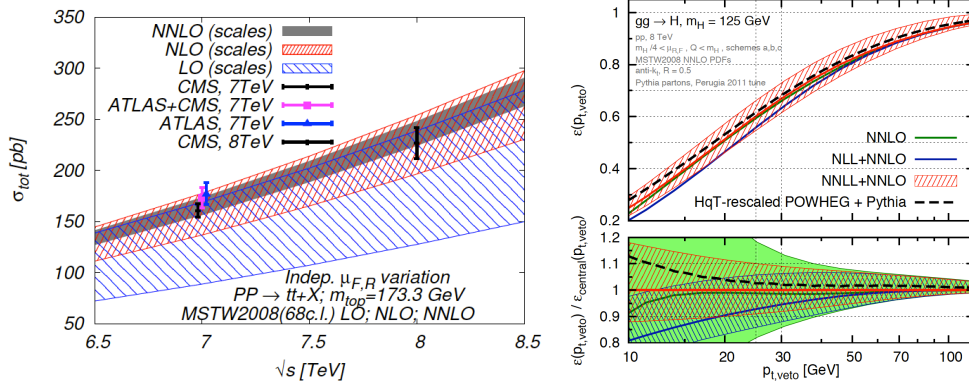 NNLO (scales)
NLO (scales)
LO (scales)
CMS, 7TeV
ATLAS+CMS, 7TeV
ATLAS, 7TeV
CMS, 8TeV
300
250
200
150
100
50
σtot [pb]
Indep. μF,R variation
PP → tt+X; mtop=173.3 GeV
MSTW2008(68c.l.) LO; NLO; NNLO
6.5 7 7.5 8 8.5
√s [TeV]
gg → H, mH = 125 GeV
pp, 8 TeV
mH /4 < μR,F , Q < mH , schemes a,b,c
MSTW2008 NNLO PDFs
anti-kt, R = 0.5
Pythia partons, Perugia 2011 tune
1
0.8
0.6
0.4
0.2
ε(pt,veto)
NNLO
NLL+NNLO
NNLL+NNLO
HqT-rescaled POWHEG + Pythia
1.2
1.1
1
0.9
0.8
ε(pt,veto) / εcentral(pt,veto)
10 20 30 50 70 100
pt,veto [GeV]